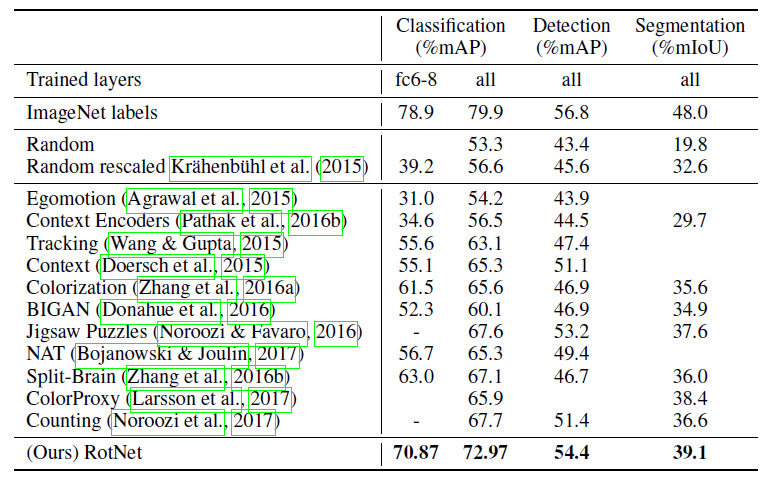 Classification Detection Segmentation
(%mAP) (%mAP) (%mIoU)
Trained layers fc6-8 all all all
ImageNet labels 78.9 79.9 56.8 48.0
Random 53.3 43.4 19.8
Random rescaled Krähenbühl et al. (2015) 39.2 56.6 45.6 32.6
Egomotion (Agrawal et al., 2015) 31.0 54.2 43.9
Context Encoders (Pathak et al., 2016b) 34.6 56.5 44.5 29.7
Tracking (Wang & Gupta, 2015) 55.6 63.1 47.4
Context (Doersch et al., 2015) 55.1 65.3 51.1
Colorization (Zhang et al., 2016a) 61.5 65.6 46.9 35.6
BIGAN (Donahue et al., 2016) 52.3 60.1 46.9 34.9
Jigsaw Puzzles (Noroozi & Favaro, 2016) - 67.6 53.2 37.6
NAT (Bojanowski & Joulin, 2017) 56.7 65.3 49.4
Split-Brain (Zhang et al., 2016b) 63.0 67.1 46.7 36.0
ColorProxy (Larsson et al., 2017) 65.9 38.4
Counting (Noroozi et al., 2017) - 67.7 51.4 36.6
(Ours) RotNet 70.87 72.97 54.4 39.1